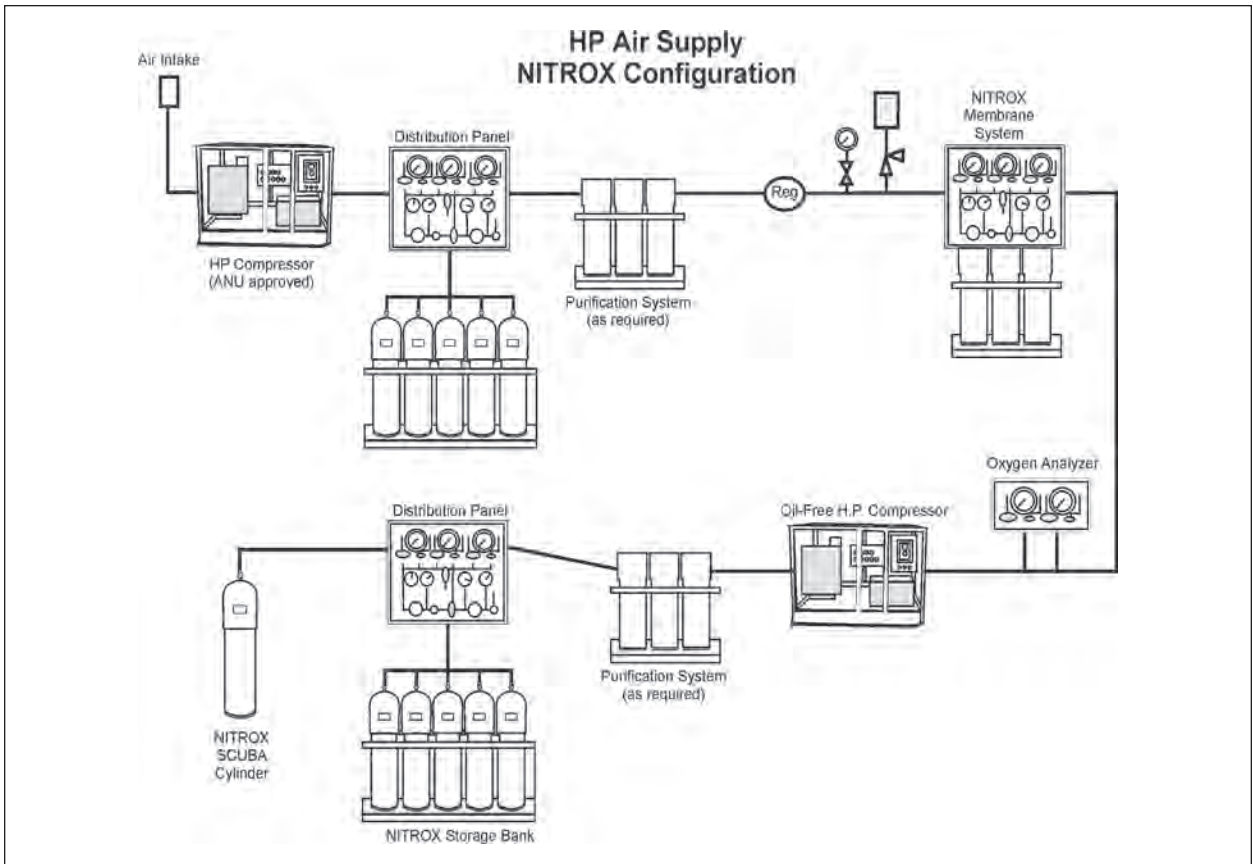 HP Air Supply
NITROX Configuration
Air Intake
Distribution Panel
NITROX
Membrane
System
Reg
HP Compressor
(ANU approved)
Purification System
(as required)
Oxygen Analyzer
Distribution Panel
Oil-Free H.P. Compressor
Purification System
(as required)
NITROX
SCUBA
Cylinder
NITROX Storage Bank